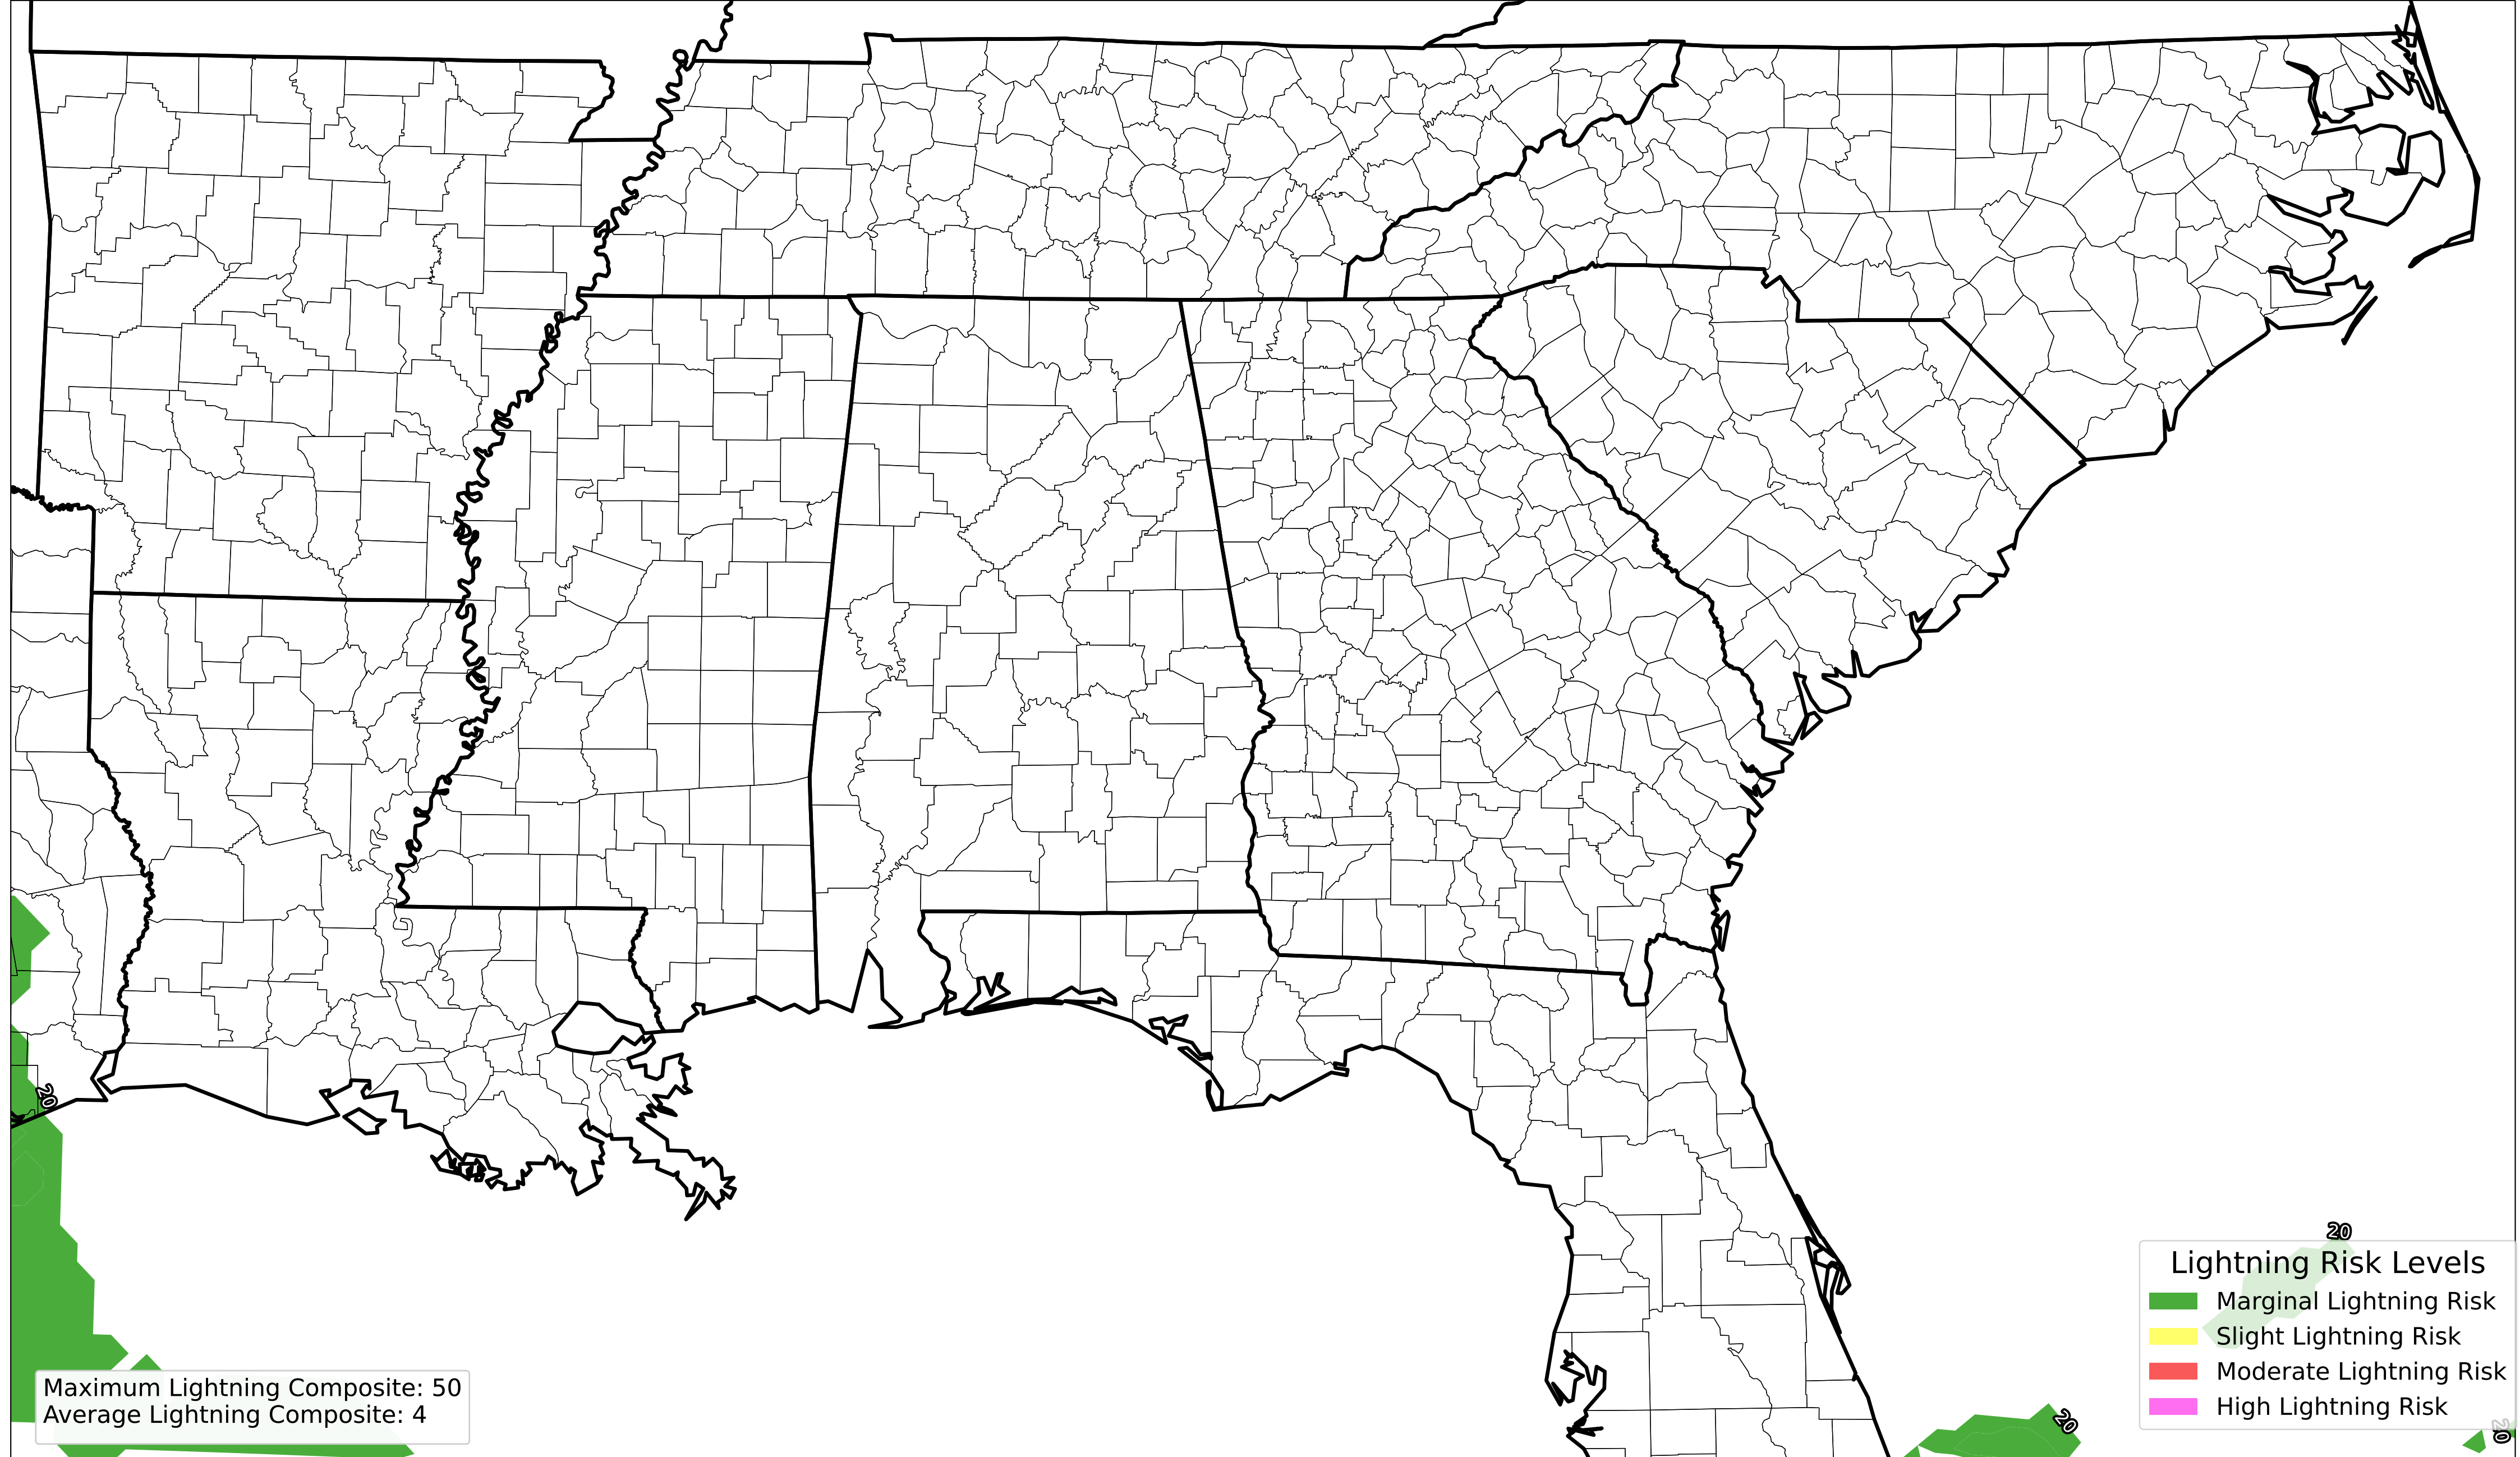 20
Maximum Lightning Composite: 50
Average Lightning Composite: 4
20
Lightning Risk Levels
Marginal Lightning Risk
Slight Lightning Risk
Moderate Lightning Risk
High Lightning Risk
20
20